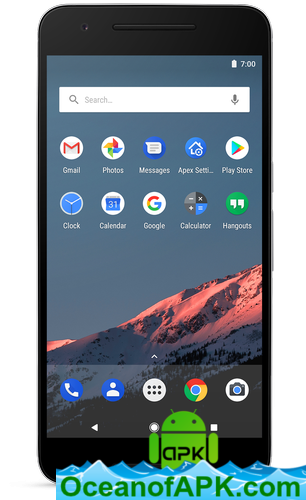 7:00
Search...
Gmail Photos Messages Apex Setti... Play Store
31
Clock Calendar Google Calculator Hangouts
apk
OceanofAPK.com